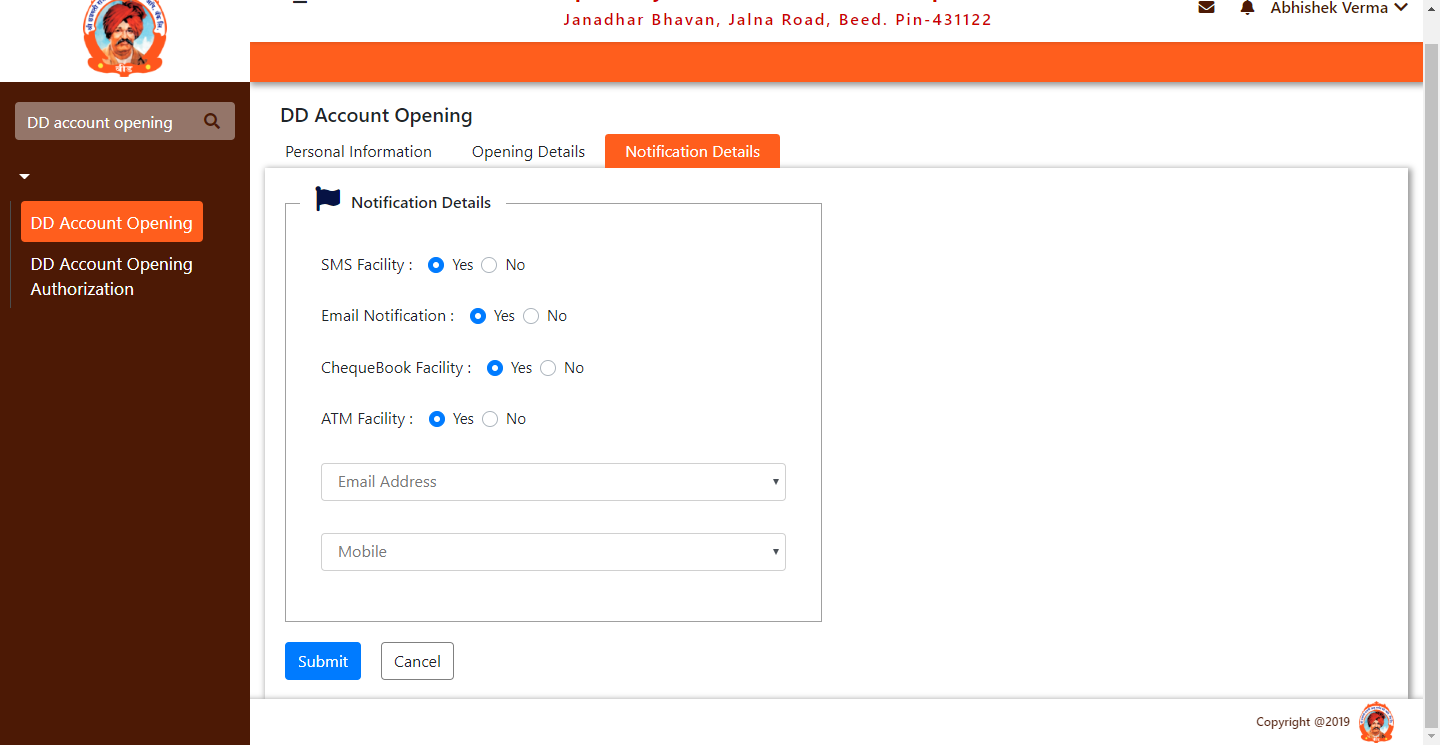 Janadhar Bhavan, Jalna Road, Beed. Pin-431122
Abhishek Verma
DD account opening
DD Account Opening
DD Account Opening
Authorization
DD Account Opening
Personal Information
Opening Details
Notification Details
Notification Details
SMS Facility : Yes No
Email Notification : Yes No
ChequeBook Facility : Yes No
ATM Facility : Yes No
Email Address
Mobile
Submit
Cancel
Copyright @2019